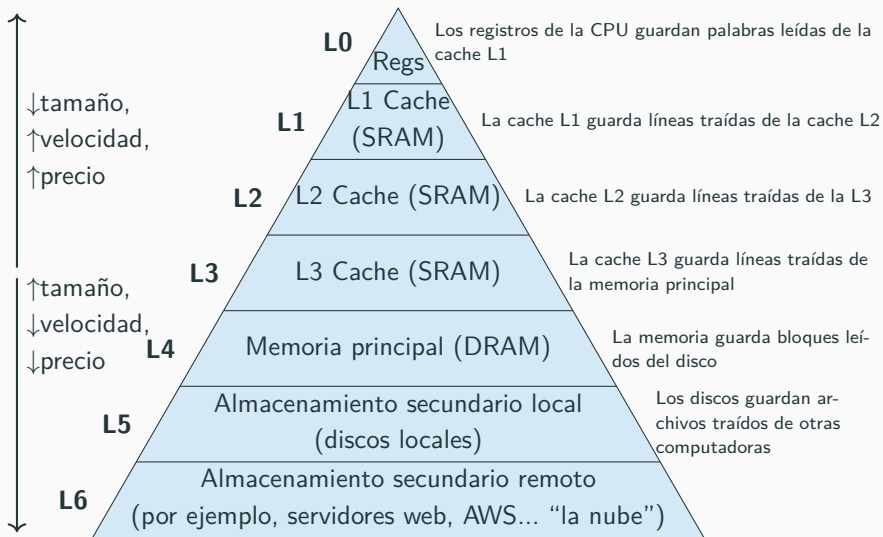 L0
Regs
Los registros de la CPU guardan palabras leídas de la
cache L1
↓tamaño,
↑velocidad,
↑precio
L1
L1 Cache
(SRAM)
La cache L1 guarda líneas traídas de la cache L2
L2
L2 Cache (SRAM)
La cache L2 guarda líneas traídas de la L3
L3
L3 Cache (SRAM)
La cache L3 guarda líneas traídas de
la memoria principal
↑tamaño,
↓velocidad,
↓precio
L4
Memoria principal (DRAM)
La memoria guarda bloques leí-
dos del disco
L5
Almacenamiento secundario local
(discos locales)
Los discos guardan ar-
chivos traídos de otras
computadoras
L6
Almacenamiento secundario remoto
(por ejemplo, servidores web, AWS... “la nube”)